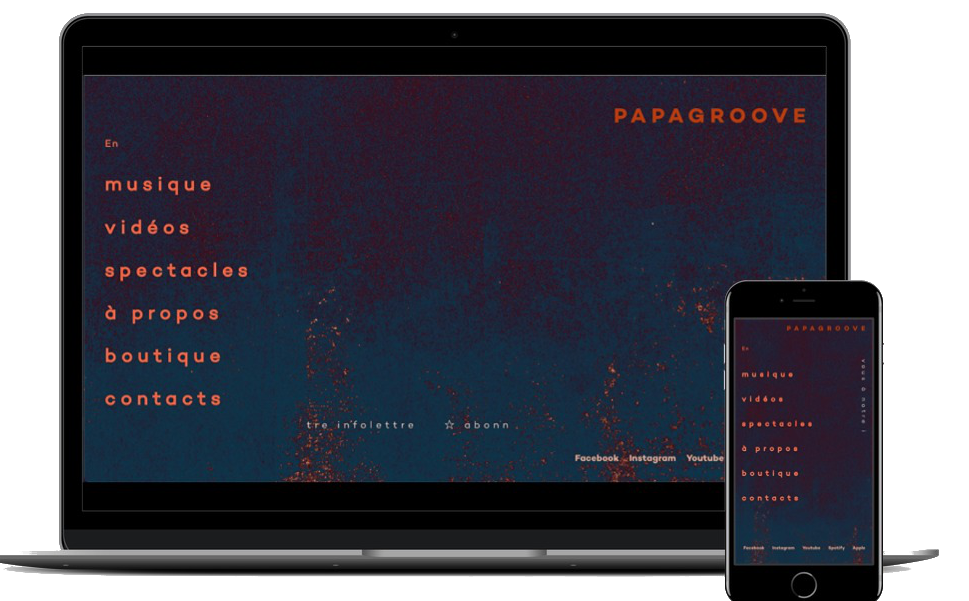 PAPAGROOVE
En
musique
vidéos
spectacles
à propos
boutique
contacts
tre infolettre ☆ abonn
Facebook Instagram Youtube
PAPAGROOVE
En
musique
vidéos
spectacles
à propos
boutique
contacts
vous à notre i
Facebook Instagram Youtube Spotify Apple